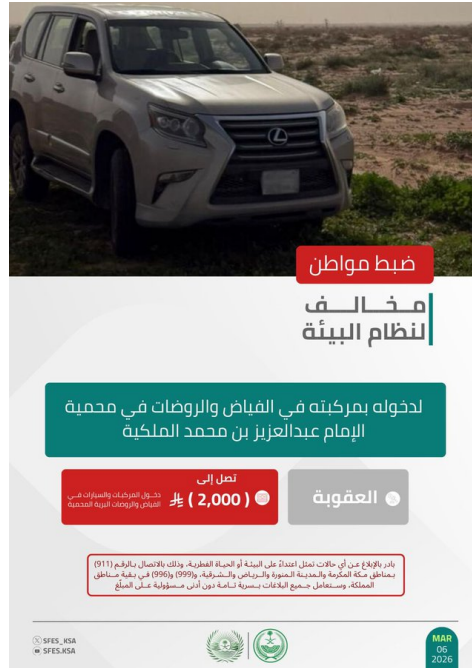 ضبط مواطن
مخالف
لنظام البيئة
لدخوله بمركبته في الفياض والروضات في محمية
الإمام عبدالعزيز بن محمد الملكية
العقوبة
تصل إلى
(2,000)
دخول المركبات والسيارات في
الفياض والروضات البرية المحمية
بادر بالإبلاغ عن أي حالات تمثل اعتداءً على البيئة أو الحياة الفطرية، وذلك بالاتصال بالرقم (911)
بمناطق مكة المكرمة والمدينة المنورة والرياض والشرقية، و(999) و(996) في بقية مناطق
المملكة، وستعامل جميع البلاغات بسرية تامة دون أدنى مسؤولية على المبلّغ
SFES_KSA
SFES.KSA
MAR
06
2026